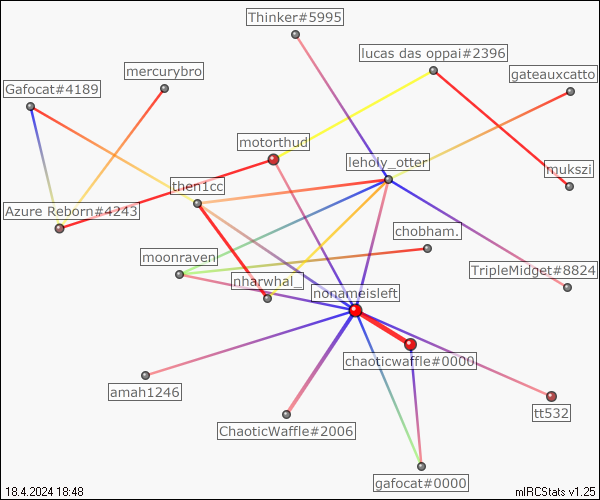 Thinker#5995
lucas das oppai#2396
mercurybro
gateauxcatto
Gafocat#4189
motorthud
leholy_otter
mukszi
then1cc
Azure Reborn#4243
chobham.
moonraven
TripleMidget#8824
nharwhal_
nonameisleft
chaoticwaffle#0000
amah1246
tt532
ChaoticWaffle#2006
gafocat#0000
18.4.2024 18:48
mIRCStats v1.25